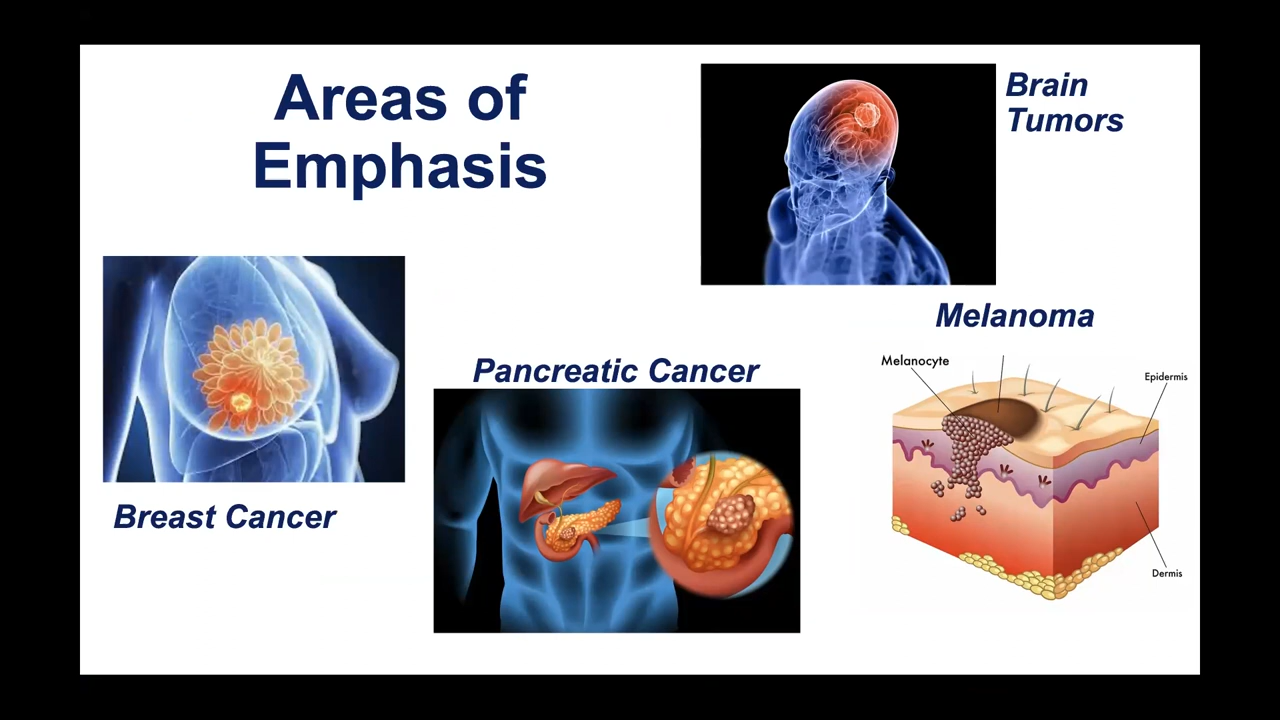 Areas of
Emphasis
Brain
Tumors
Breast Cancer
Pancreatic Cancer
Melanoma
Melanocyte
Epidermis
Dermis